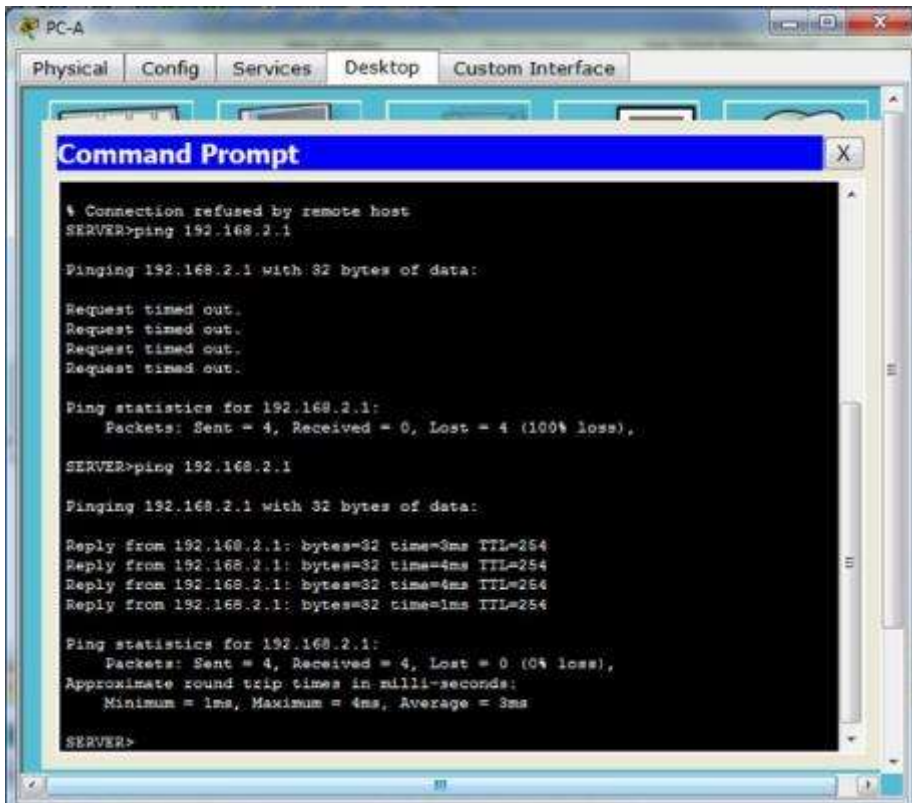 PC-A
Physical Config Services Desktop Custom Interface
Command Prompt X
% Connection refused by remote host
SERVER>ping 192.168.2.1
Pinging 192.168.2.1 with 32 bytes of data:
Request timed out.
Request timed out.
Request timed out.
Request timed out.
Ping statistics for 192.168.2.1:
Packets: Sent = 4, Received = 0, Lost = 4 (100% loss),
SERVER>ping 192.168.2.1
Pinging 192.168.2.1 with 32 bytes of data:
Reply from 192.168.2.1: bytes=32 time=3ms TTL=254
Reply from 192.168.2.1: bytes=32 time=4ms TTL=254
Reply from 192.168.2.1: bytes=32 time=4ms TTL=254
Reply from 192.168.2.1: bytes=32 time=1ms TTL=254
Ping statistics for 192.168.2.1:
Packets: Sent = 4, Received = 4, Lost = 0 (0% loss),
Approximate round trip times in milli-seconds:
Minimum = 1ms, Maximum = 4ms, Average = 3ms
SERVER>